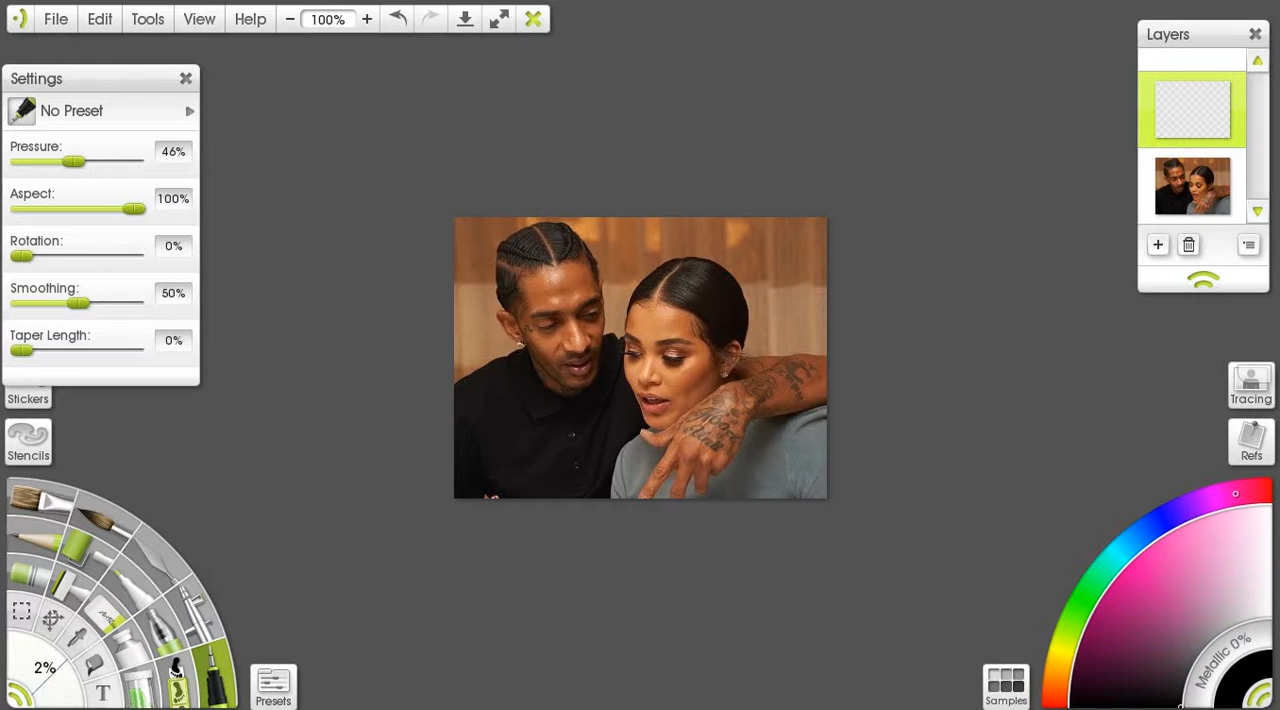 File Edit Tools View Help − 100% +
Layers
Settings
No Preset
Pressure: 46%
Aspect: 100%
Rotation: 0%
Smoothing: 50%
Taper Length: 0%
Stickers
Stencils
Tracing
Refs
2%
T
Presets
Samples
Metallic 0%